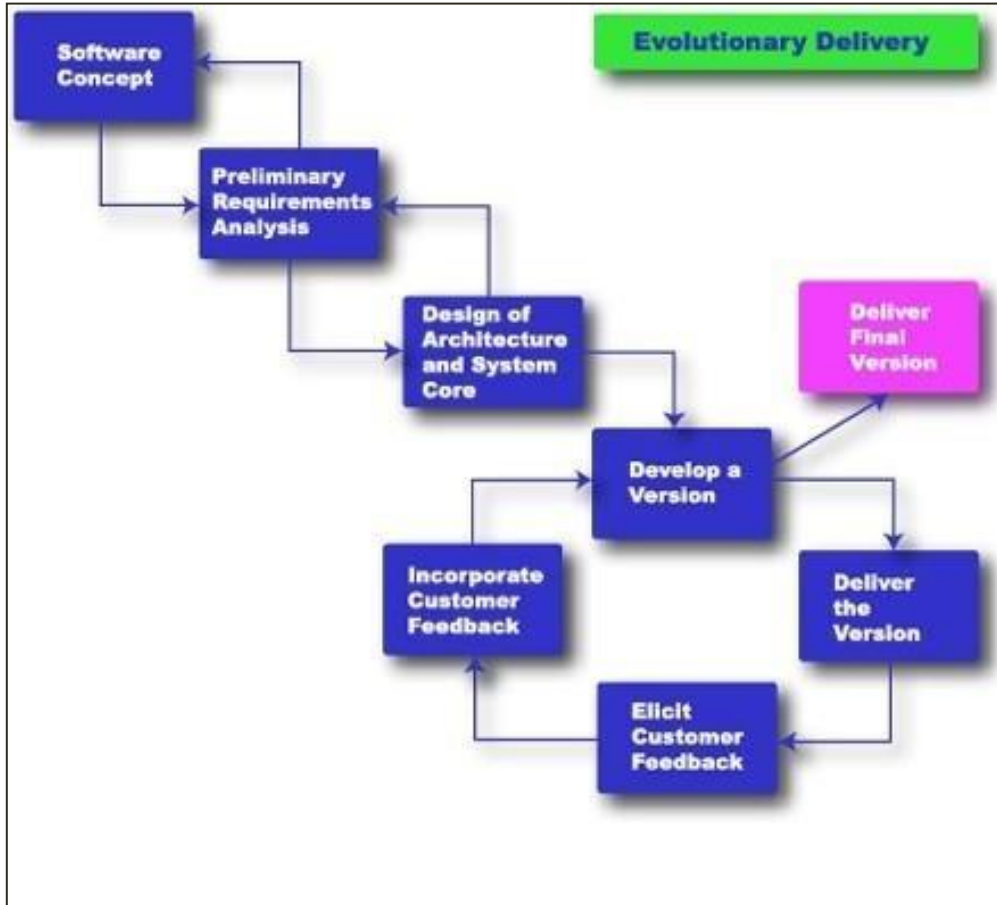 Evolutionary Delivery
Software
Concept
Preliminary
Requirements
Analysis
Design of
Architecture
and System
Core
Deliver
Final
Version
Develop a
Version
Incorporate
Customer
Feedback
Deliver
the
Version
Elicit
Customer
Feedback